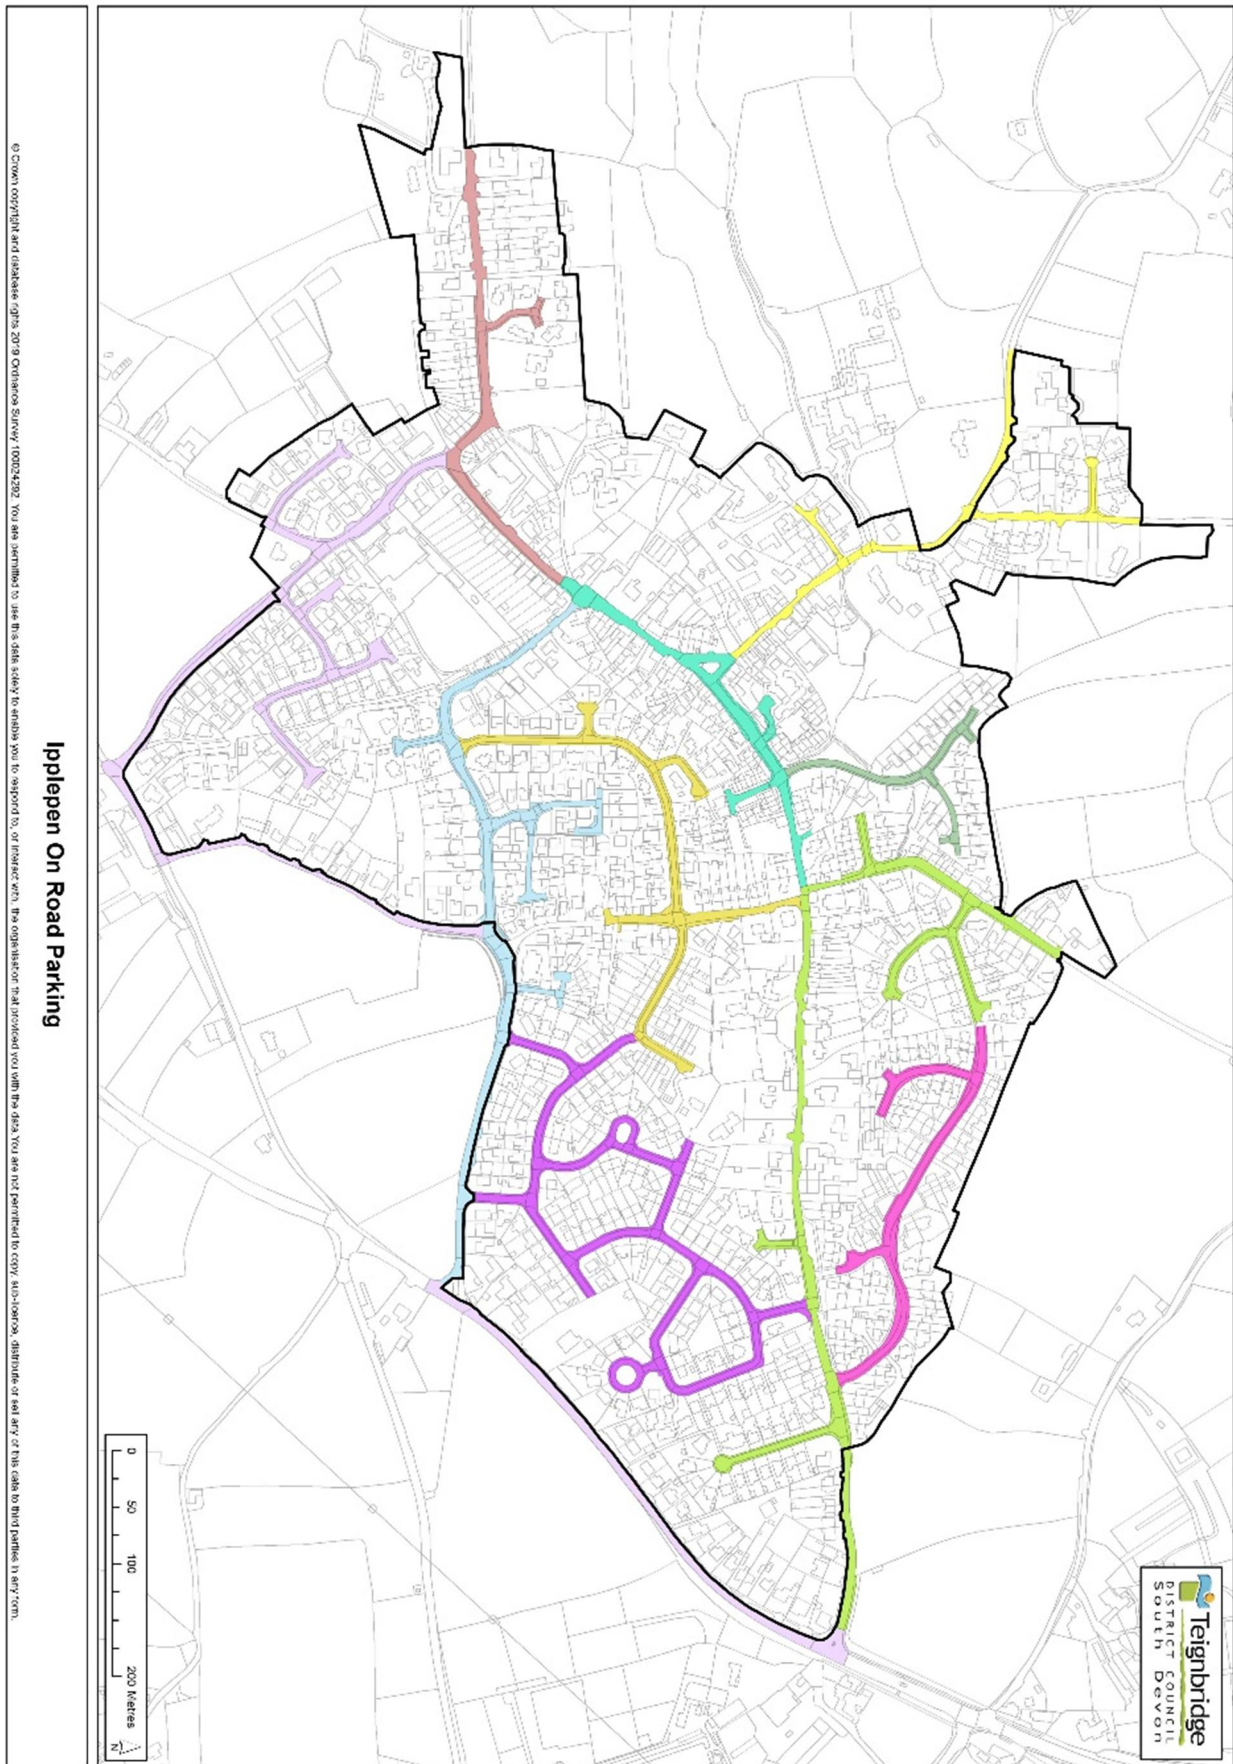 Teignbridge
DISTRICT COUNCIL
South Devon
0 50 100 200 Metres
N
Ipplepen On Road Parking
© Crown copyright and database rights 2019 Ordnance Survey 100024292. You are permitted to use this data solely to enable you to respond to, or interact with, the organisation that provided you with the data. You are not permitted to copy, sub-licence, distribute or sell any of this data to third parties in any form.